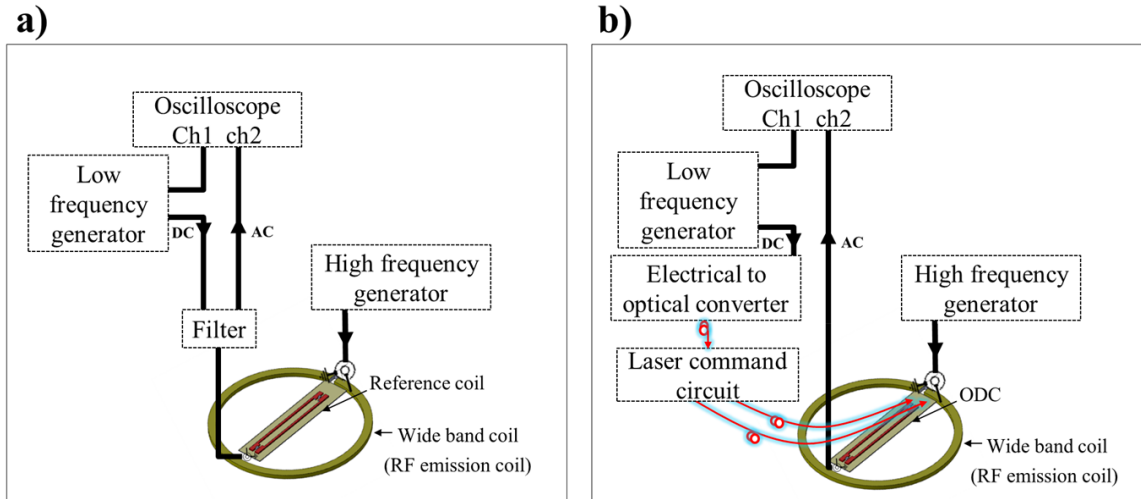 a)
Oscilloscope
Ch1 ch2
Low
frequency
generator
DC
AC
High frequency
generator
Filter
Reference coil
Wide band coil
(RF emission coil)
b)
Oscilloscope
Ch1 ch2
Low
frequency
generator
DC
AC
Electrical to
optical converter
High frequency
generator
Laser command
circuit
ODC
Wide band coil
(RF emission coil)